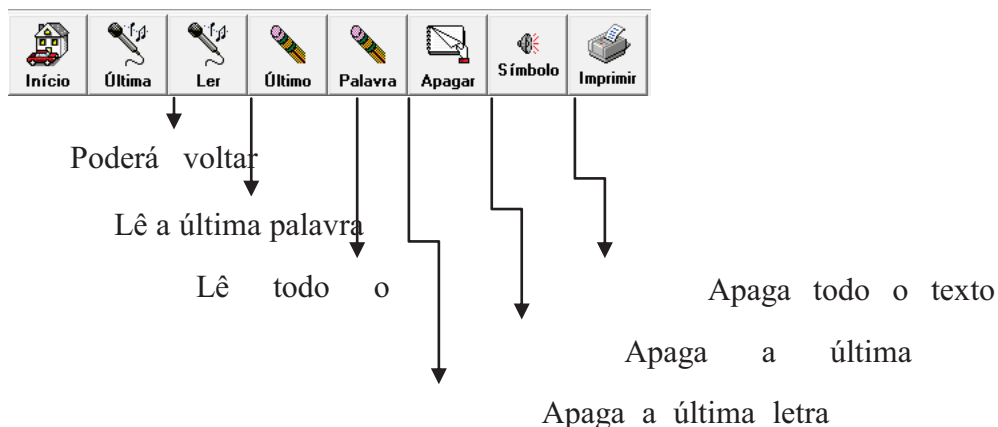 Início Última Ler Último Palavra Apagar Símbolo Imprimir
Poderá voltar
Lê a última palavra
Lê todo o
Apaga todo o texto
Apaga a última
Apaga a última letra